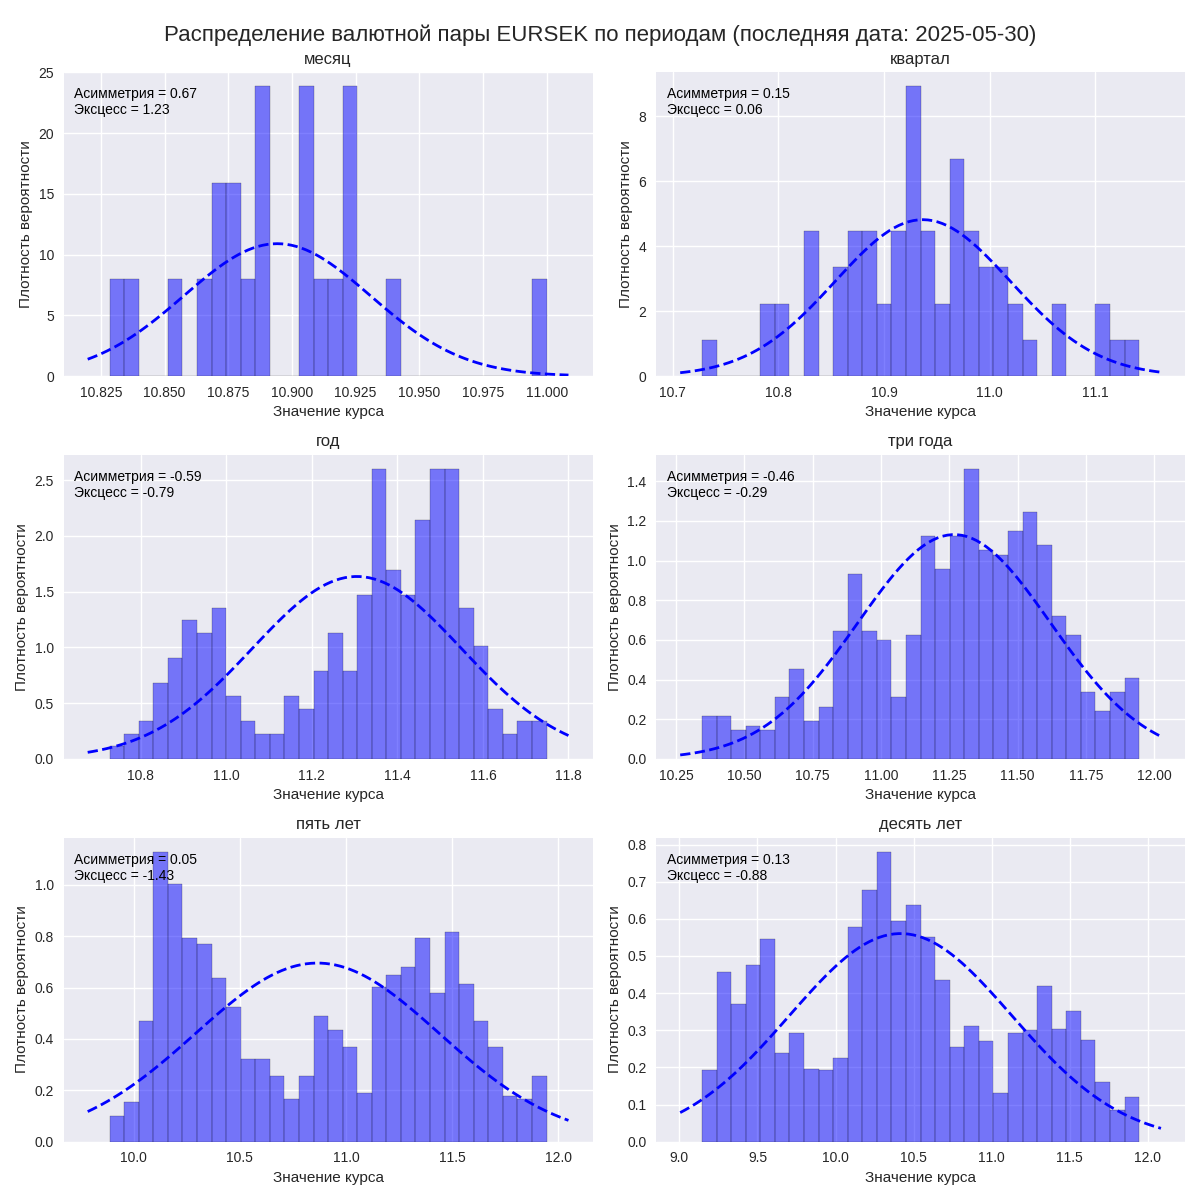 Распределение валютной пары EURSEK по периодам (последняя дата: 2025-05-30)
месяц
Асимметрия = 0.67
Эксцесс = 1.23
Плотность вероятности
25
20
15
10
5
0
10.825 10.850 10.875 10.900 10.925 10.950 10.975 11.000
Значение курса
квартал
Асимметрия = 0.15
Эксцесс = 0.06
Плотность вероятности
8
6
4
2
0
10.7 10.8 10.9 11.0 11.1
Значение курса
год
Асимметрия = -0.59
Эксцесс = -0.79
Плотность вероятности
2.5
2.0
1.5
1.0
0.5
0.0
10.8 11.0 11.2 11.4 11.6 11.8
Значение курса
три года
Асимметрия = -0.46
Эксцесс = -0.29
Плотность вероятности
1.4
1.2
1.0
0.8
0.6
0.4
0.2
0.0
10.25 10.50 10.75 11.00 11.25 11.50 11.75 12.00
Значение курса
пять лет
Асимметрия = 0.05
Эксцесс = -1.43
Плотность вероятности
1.0
0.8
0.6
0.4
0.2
0.0
10.0 10.5 11.0 11.5 12.0
Значение курса
десять лет
Асимметрия = 0.13
Эксцесс = -0.88
Плотность вероятности
0.8
0.7
0.6
0.5
0.4
0.3
0.2
0.1
0.0
9.0 9.5 10.0 10.5 11.0 11.5 12.0
Значение курса